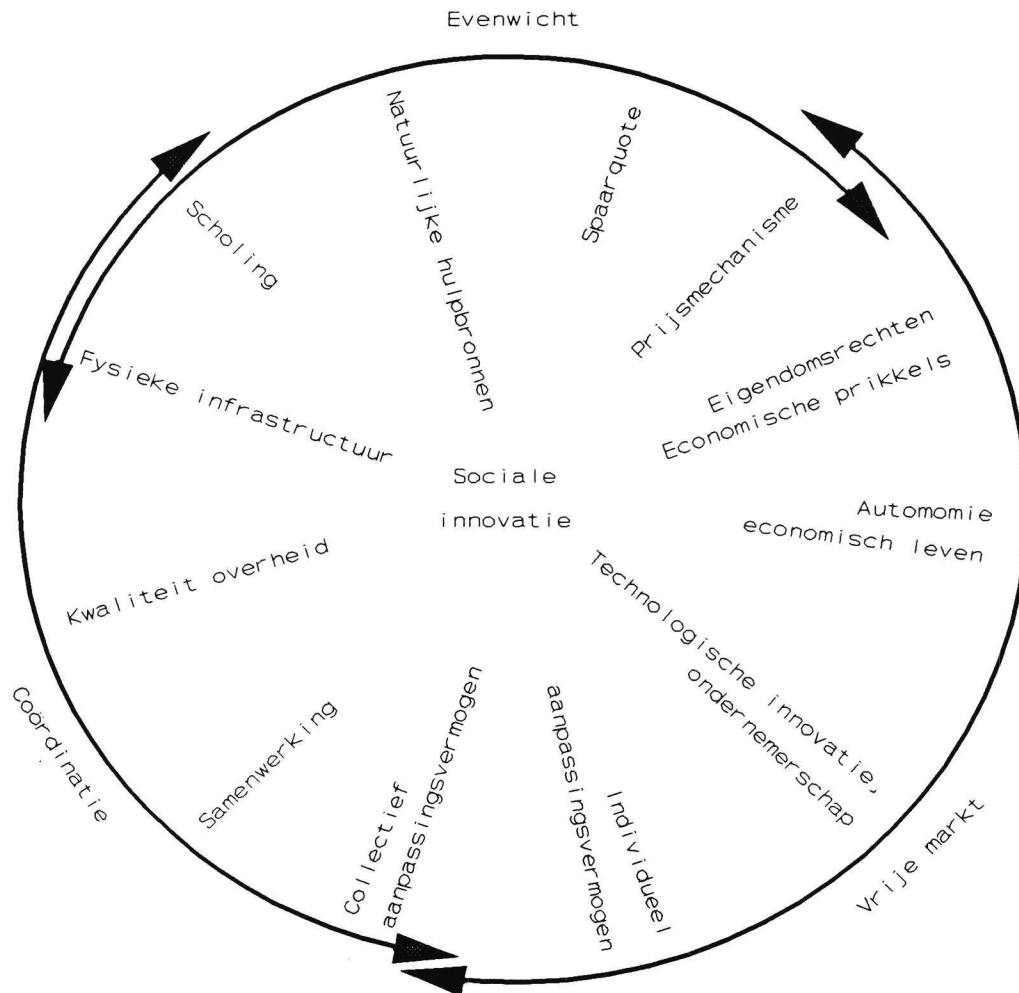 Evenwicht
Natuurlijke hulpbronnen
Spaarquote
Prijsmechanisme
Eigendomsrechten
Economische prikkels
Automomie
economisch leven
Technologische innovatie,
ondernemerschap
Vrije markt
Individueel
aanpassingsvermogen
Collectief
aanpassingsvermogen
Samenwerking
Coördinatie
Kwaliteit overheid
Fysieke infrastructuur
Scholing
Sociale
innovatie